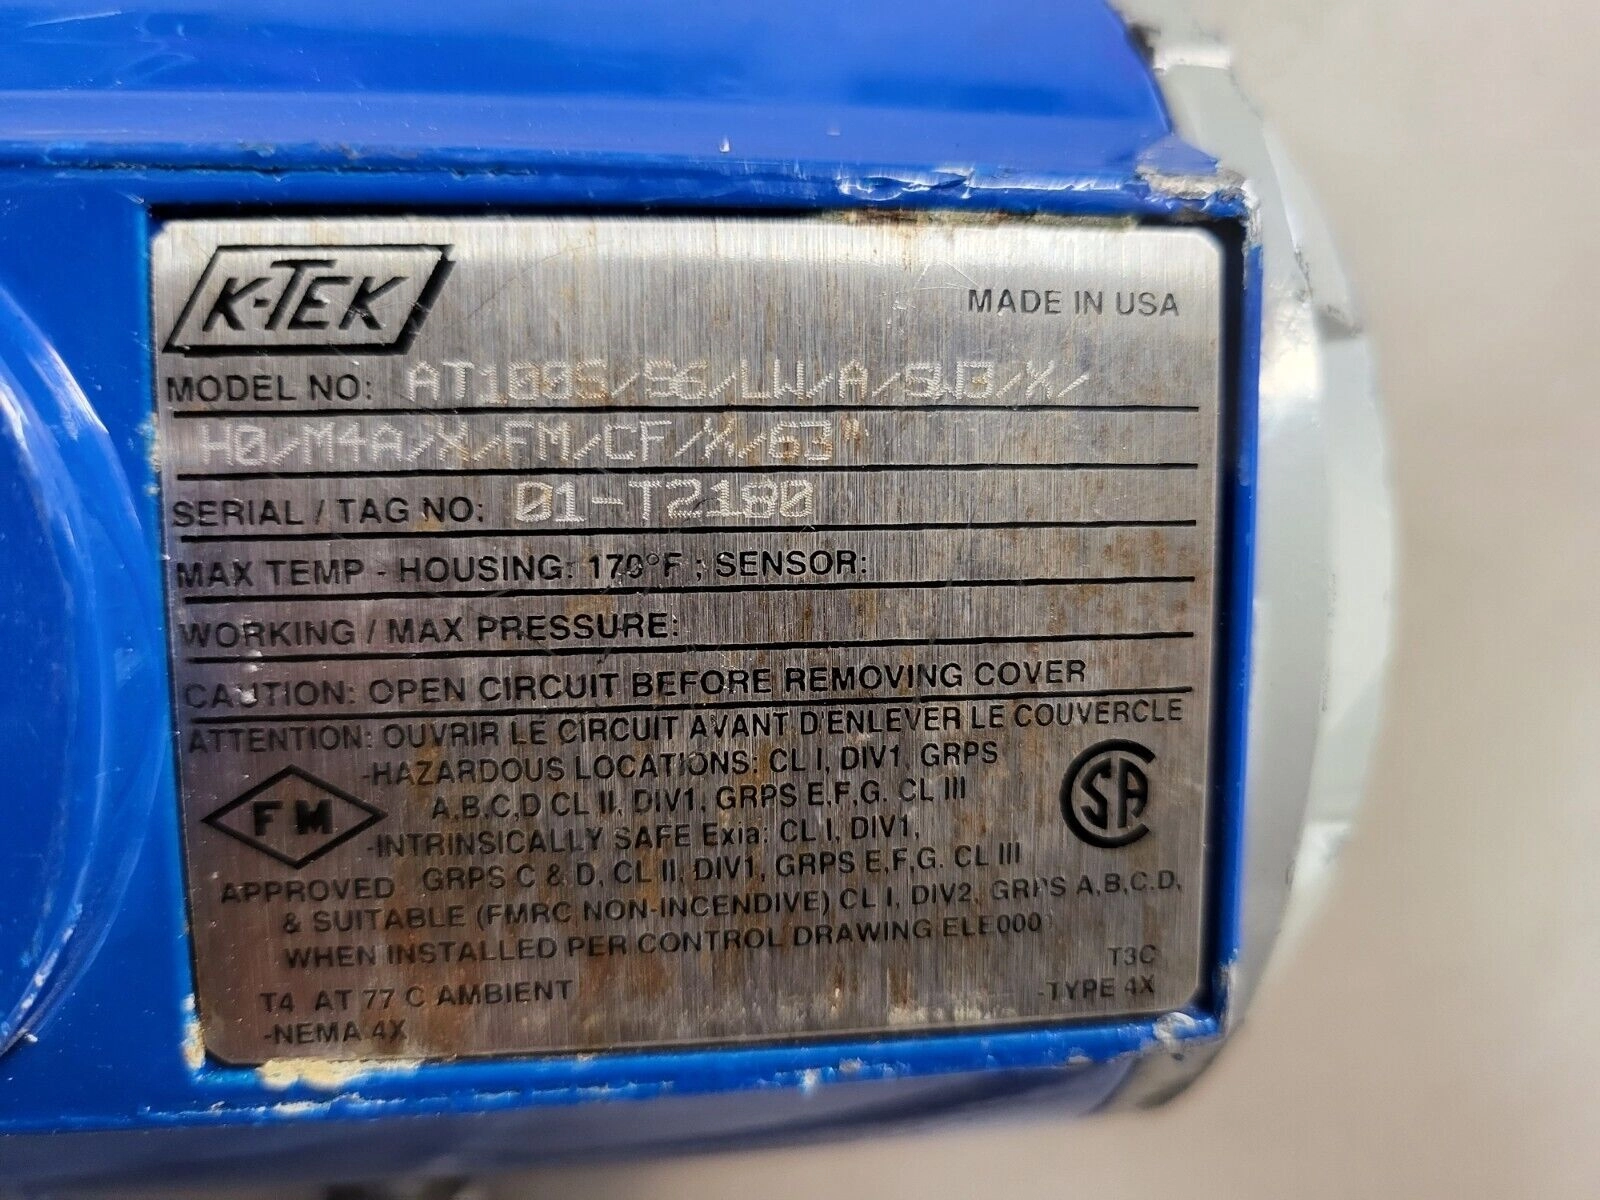 K-TEK
MADE IN USA
MODEL NO: AT100S/S6/LW/A/SW3/X/
H0/M4A/X/FM/CF/X/63"
SERIAL / TAG NO: 01-T2180
MAX TEMP - HOUSING: 170°F ; SENSOR:
WORKING / MAX PRESSURE:
CAUTION: OPEN CIRCUIT BEFORE REMOVING COVER
ATTENTION: OUVRIR LE CIRCUIT AVANT D'ENLEVER LE COUVERCLE
-HAZARDOUS LOCATIONS: CL I, DIV1, GRPS
A,B,C,D CL II, DIV1, GRPS E,F,G. CL III
-INTRINSICALLY SAFE Exia: CL I, DIV1,
GRPS C & D, CL II, DIV1, GRPS E,F,G. CL III
FM
APPROVED
CSA
& SUITABLE (FMRC NON-INCENDIVE) CL I, DIV2, GRPS A,B,C,D,
WHEN INSTALLED PER CONTROL DRAWING
T4 AT 77 C AMBIENT
T3C
-NEMA 4X
-TYPE 4X